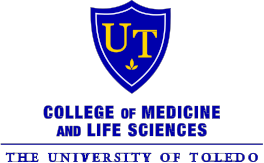 UT
COLLEGE OF MEDICINE
AND LIFE SCIENCES
THE UNIVERSITY OF TOLEDO